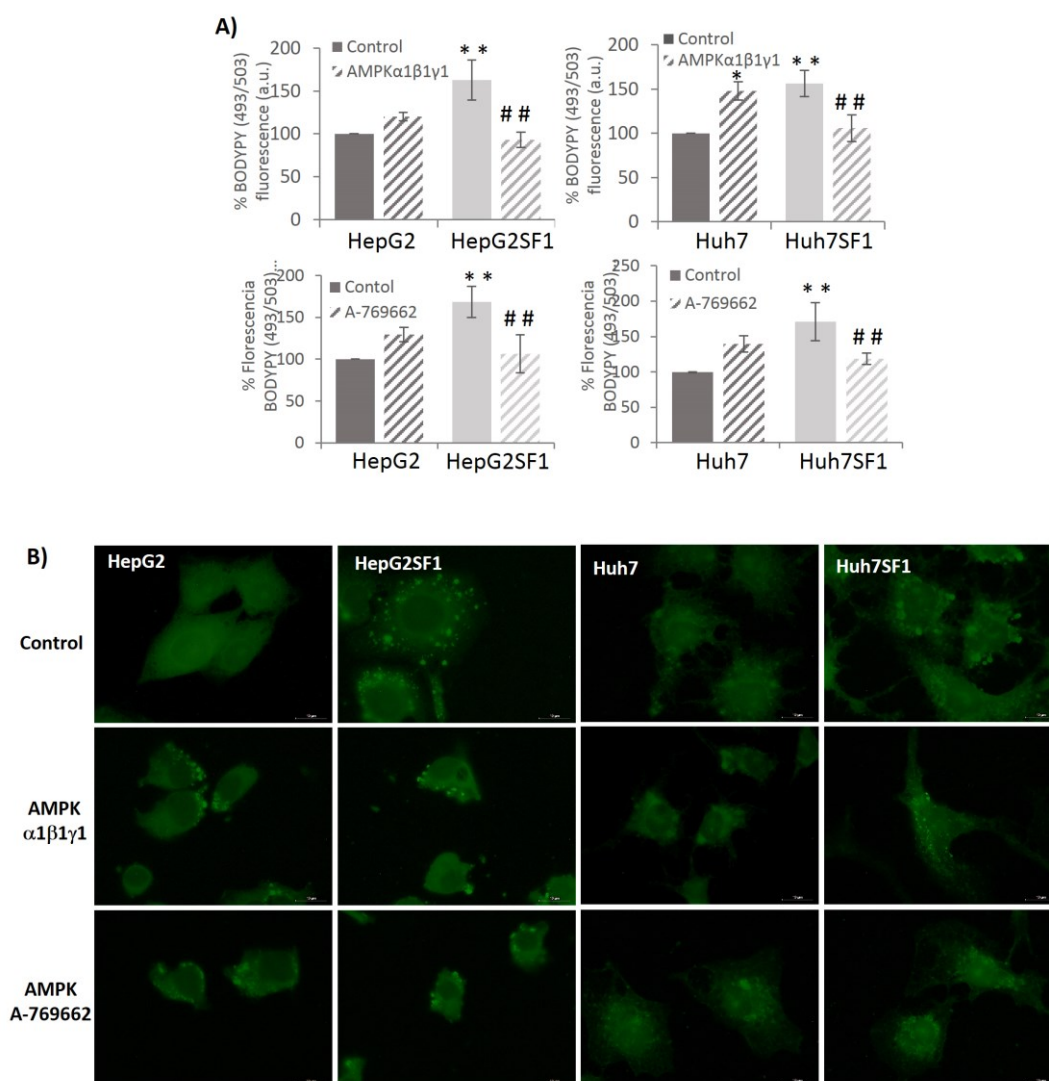 A)
% BODYPY (493/503)
fluorescence (a.u.)
200
150
100
50
0
Control
AMPKα1β1γ1
* *
# #
HepG2
HepG2SF1
% BODYPY (493/503)
fluorescence (a.u.)
200
150
100
50
0
Control
AMPKα1β1γ1
*
* *
# #
Huh7
Huh7SF1
% Florescencia
BODYPY (493/503)...
200
150
100
50
0
Contol
A-769662
* *
# #
HepG2
HepG2SF1
% Florescencia
BODYPY (493/503)...
250
200
150
100
50
0
Control
A-769662
* *
# #
Huh7
Huh7SF1
B)
HepG2
HepG2SF1
Huh7
Huh7SF1
Control
AMPK
α1β1γ1
AMPK
A-769662